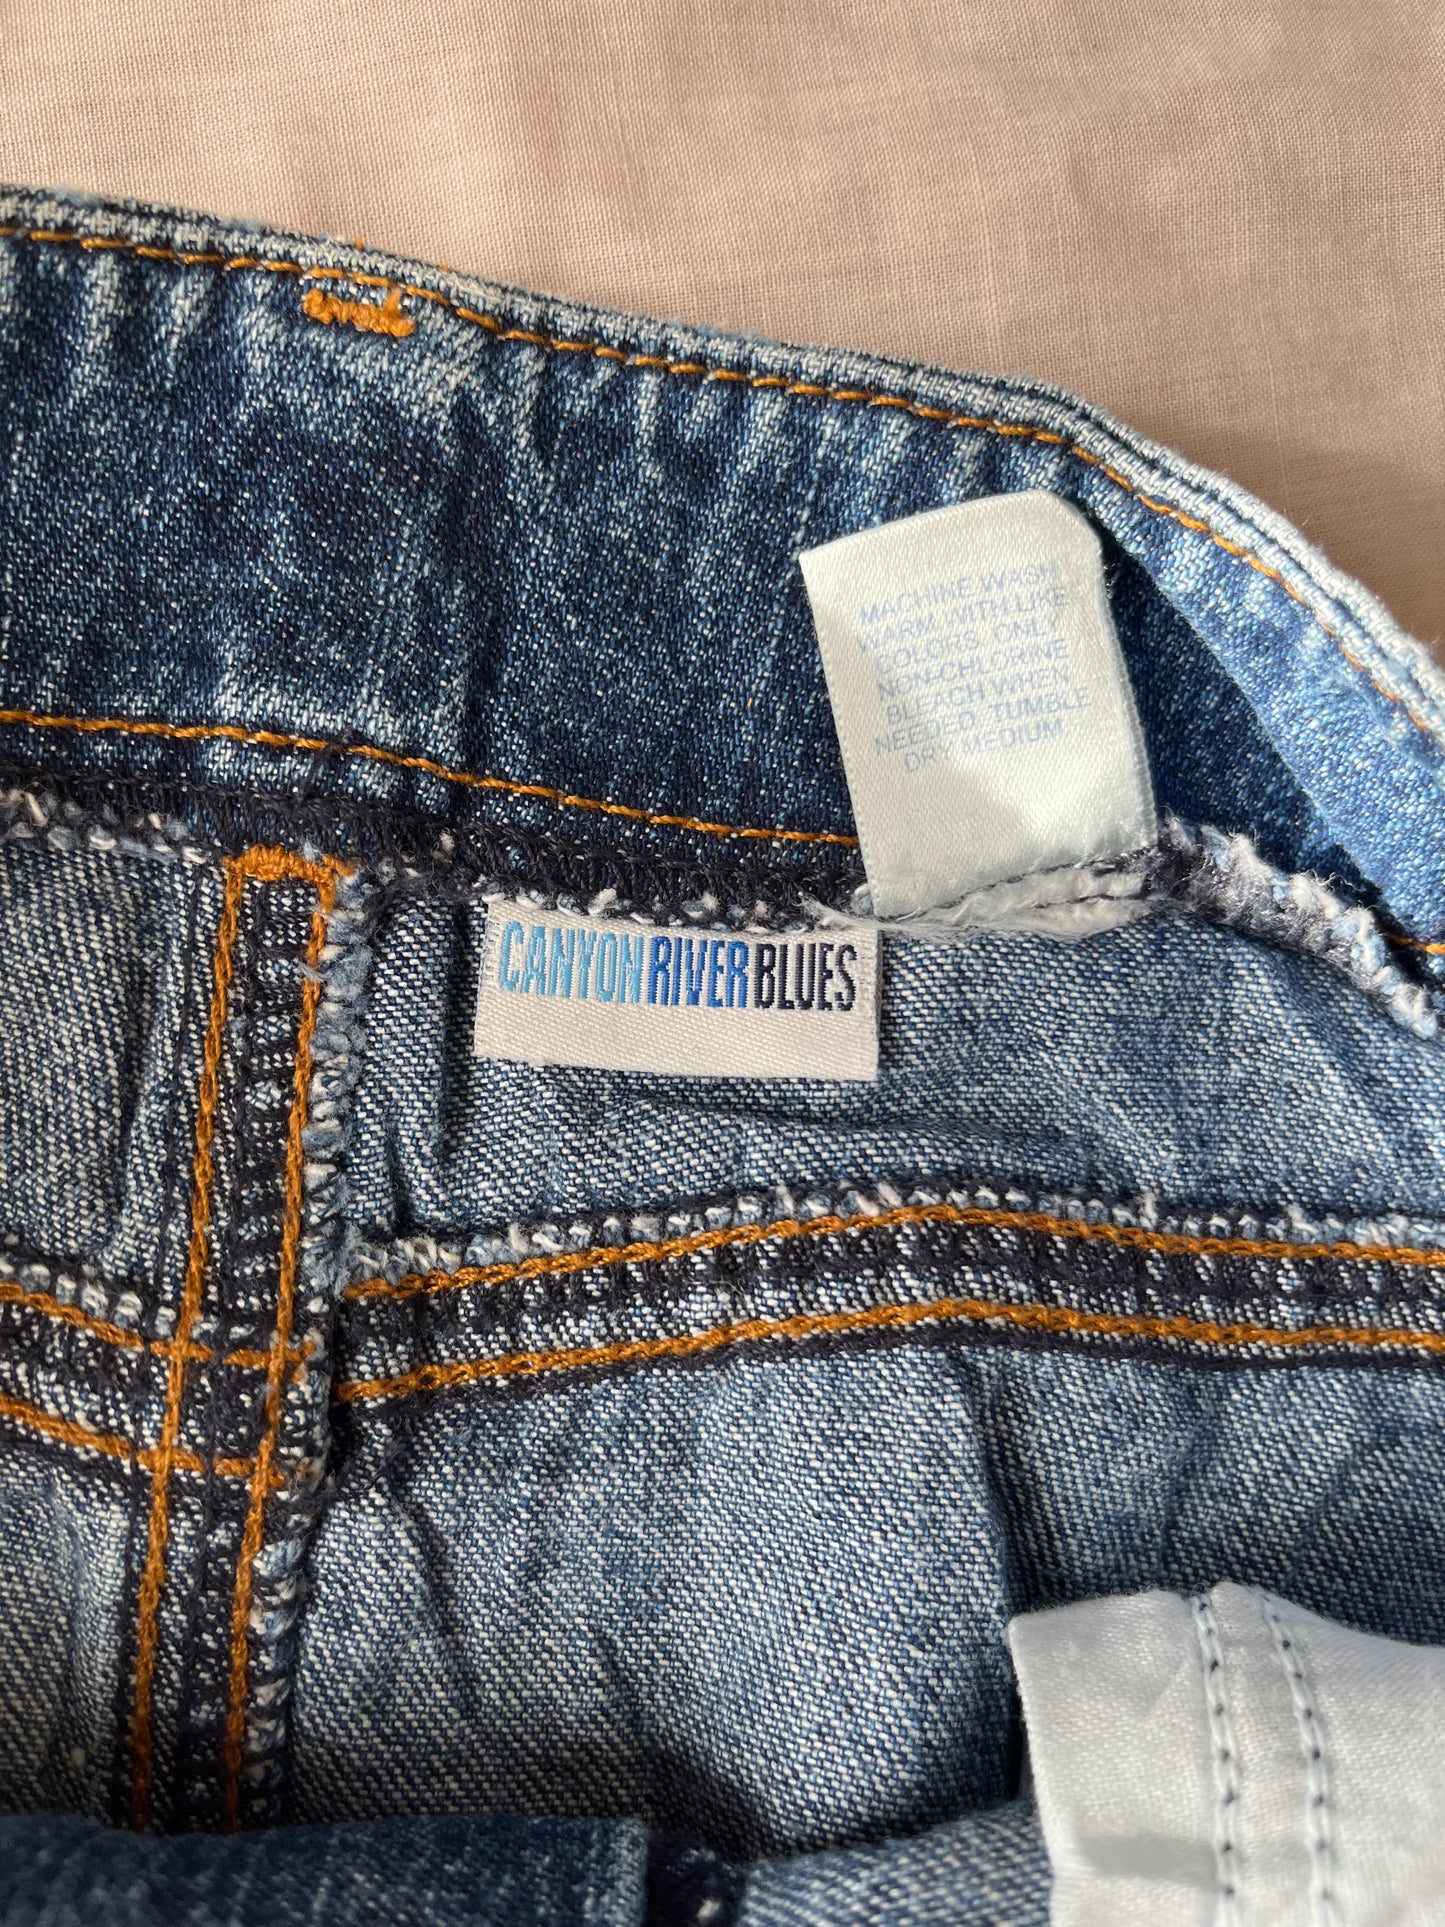 MACHINE WASH
WARM WITH LIKE
COLORS. ONLY
NON-CHLORINE
BLEACH WHEN
NEEDED. TUMBLE
DRY MEDIUM
CANYONRIVERBLUES